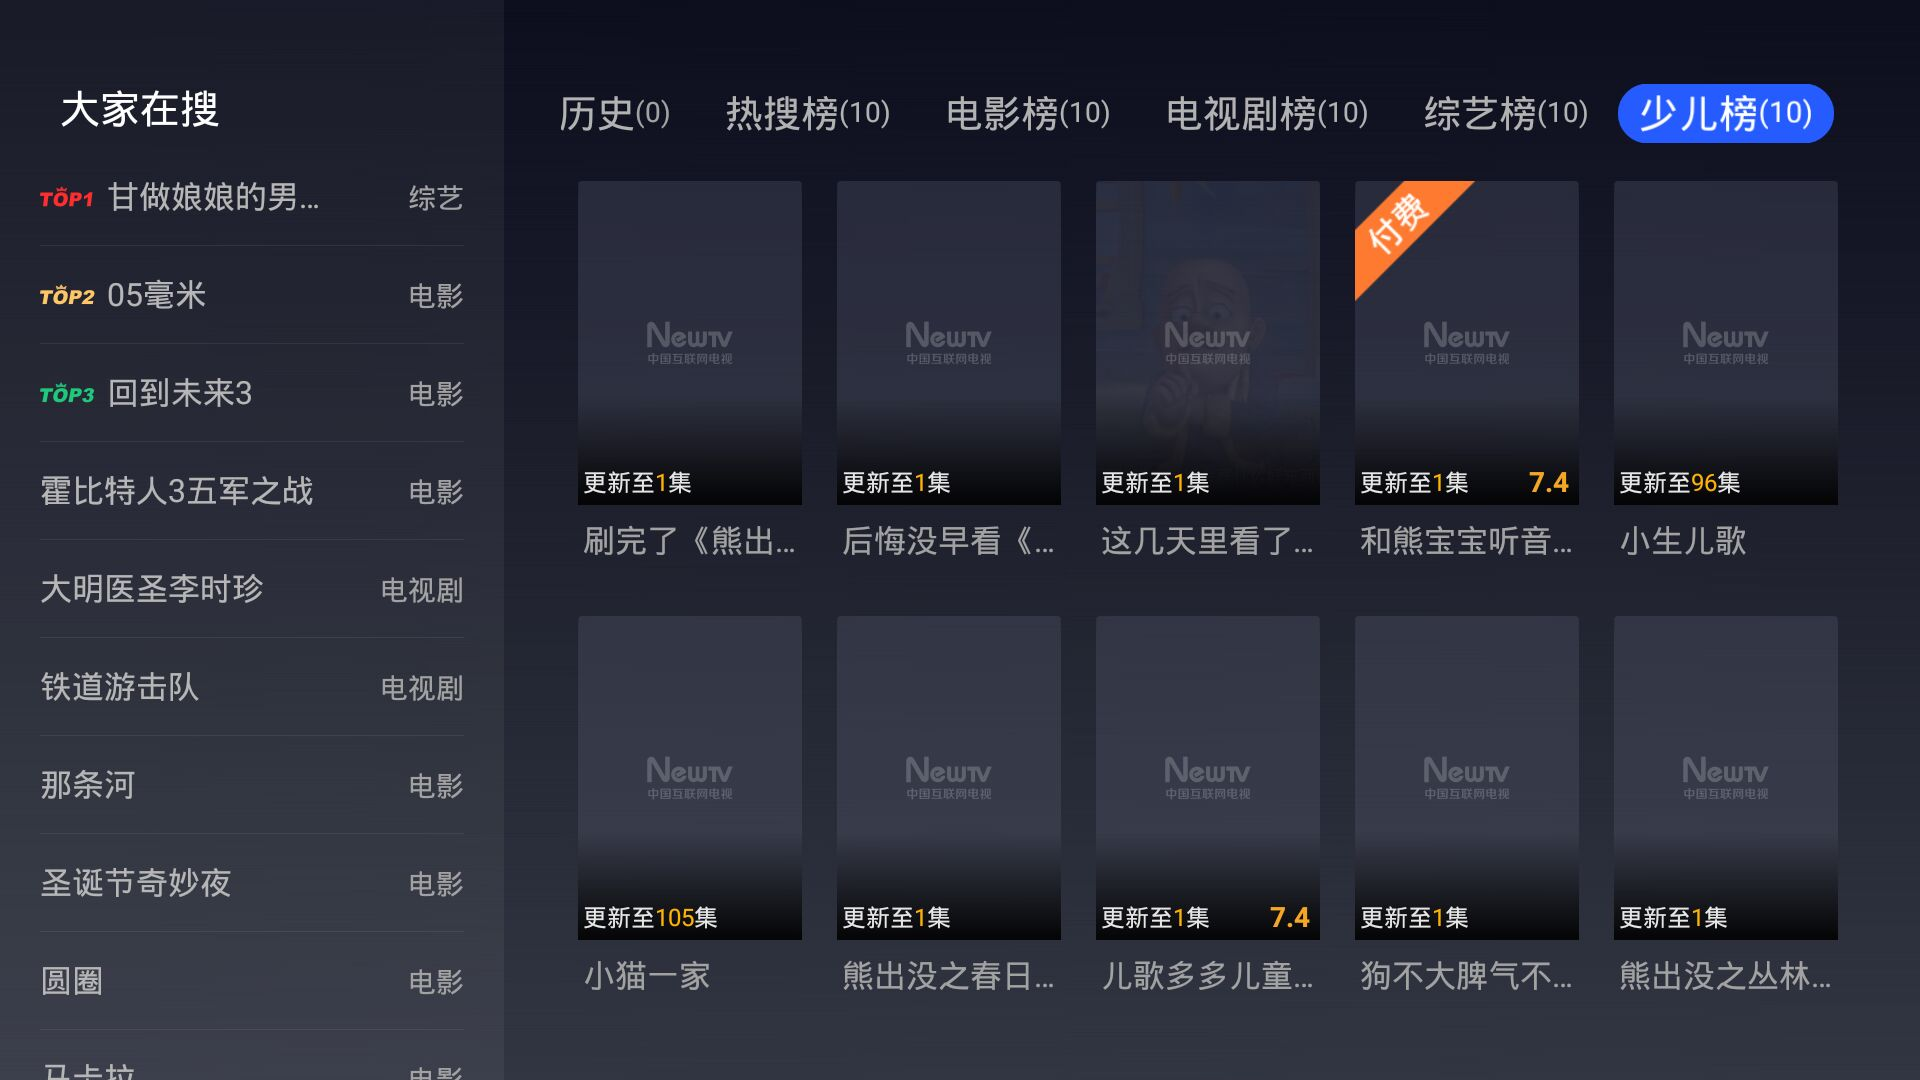 大家在搜
TOP1 甘做娘娘的男... 综艺
TOP2 05毫米 电影
TOP3 回到未来3 电影
霍比特人3五军之战 电影
大明医圣李时珍 电视剧
铁道游击队 电视剧
那条河 电影
圣诞节奇妙夜 电影
圆圈 电影
马卡拉 电影
历史(0) 热搜榜(10) 电影榜(10) 电视剧榜(10) 综艺榜(10) 少儿榜(10)
付费
NewTV NewTV NewTV NewTV NewTV
中国互联网电视 中国互联网电视 中国互联网电视 中国互联网电视 中国互联网电视
更新至1集 更新至1集 更新至1集 更新至1集 7.4 更新至96集
刷完了《熊出... 后悔没早看《... 这几天里看了... 和熊宝宝听音... 小生儿歌
NewTV NewTV NewTV NewTV NewTV
中国互联网电视 中国互联网电视 中国互联网电视 中国互联网电视 中国互联网电视
更新至105集 更新至1集 更新至1集 7.4 更新至1集 更新至1集
小猫一家 熊出没之春日... 儿歌多多儿童... 狗不大脾气不... 熊出没之丛林...